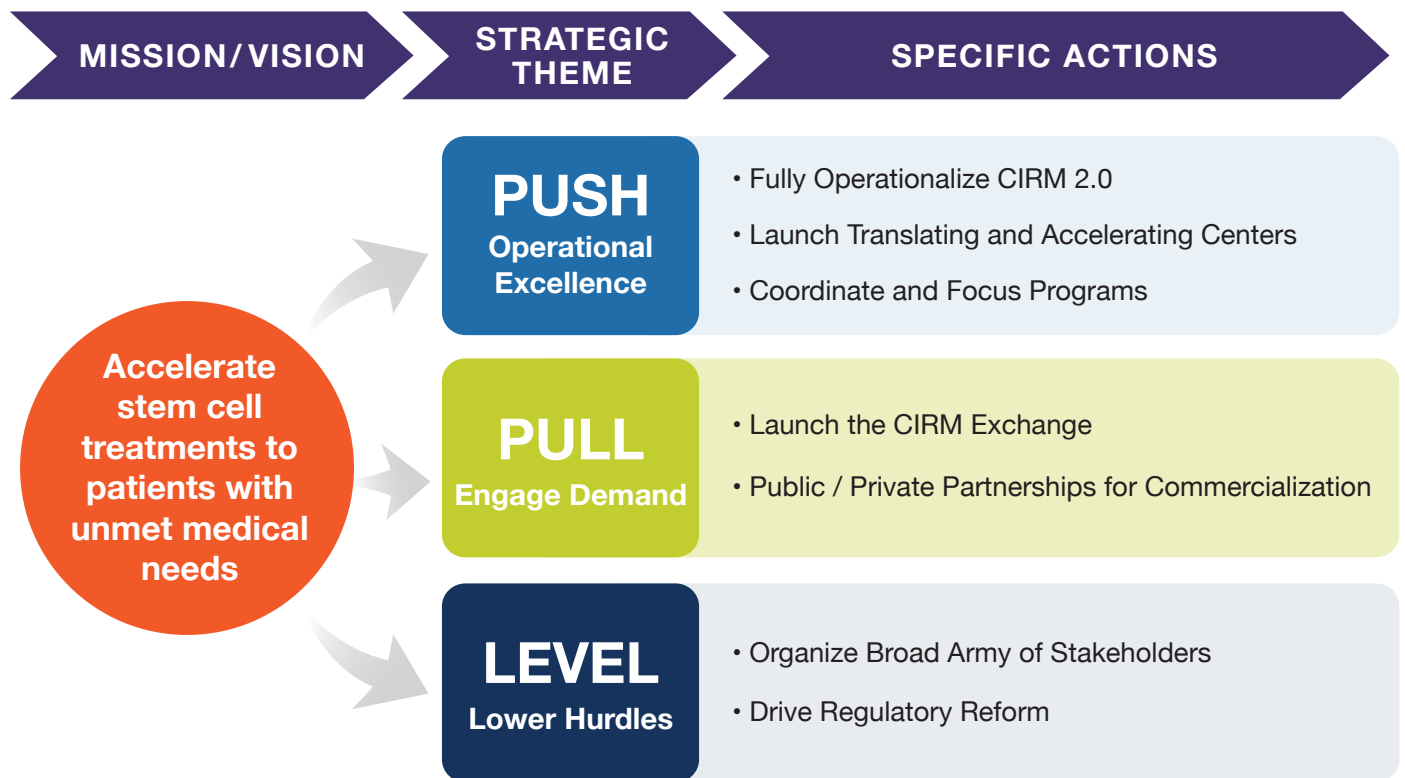 MISSION/VISION
STRATEGIC
THEME
SPECIFIC ACTIONS
Accelerate
stem cell
treatments to
patients with
unmet medical
needs
PUSH
Operational
Excellence
• Fully Operationalize CIRM 2.0
• Launch Translating and Accelerating Centers
• Coordinate and Focus Programs
PULL
Engage Demand
• Launch the CIRM Exchange
• Public / Private Partnerships for Commercialization
LEVEL
Lower Hurdles
• Organize Broad Army of Stakeholders
• Drive Regulatory Reform